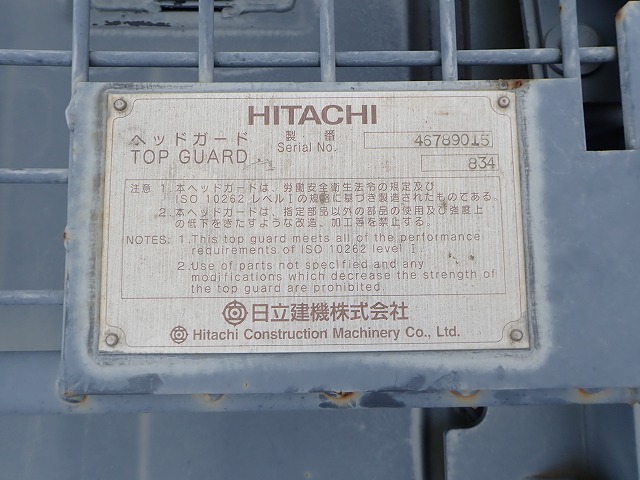 HITACHI
ヘッドガード 製番 46789015
TOP GUARD Serial No. 834
注意 1.本ヘッドガードは、労働安全衛生法令の規定及び
ISO 10262 レベルⅠの規格に基づき製造されたものである。
2.本ヘッドガードは、指定部品以外の部品の使用及び強度上
の低下をきたすような改造、加工等を禁止する。
NOTES: 1.This top guard meets all of the performance
requirements of ISO 10262 level Ⅰ.
2.Use of parts not specified and any
modifications which decrease the strength of
the top guard are prohibited.
日立建機株式会社
Hitachi Construction Machinery Co., Ltd.